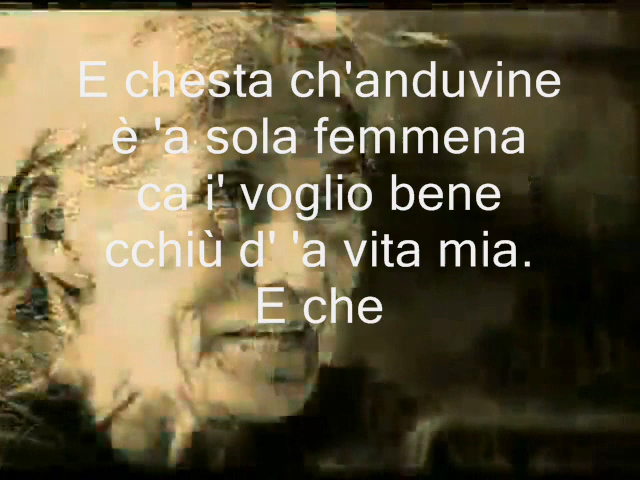 E chesta ch'anduvine
è 'a sola femmena
ca i' voglio bene
cchiù d' 'a vita mia.
E che